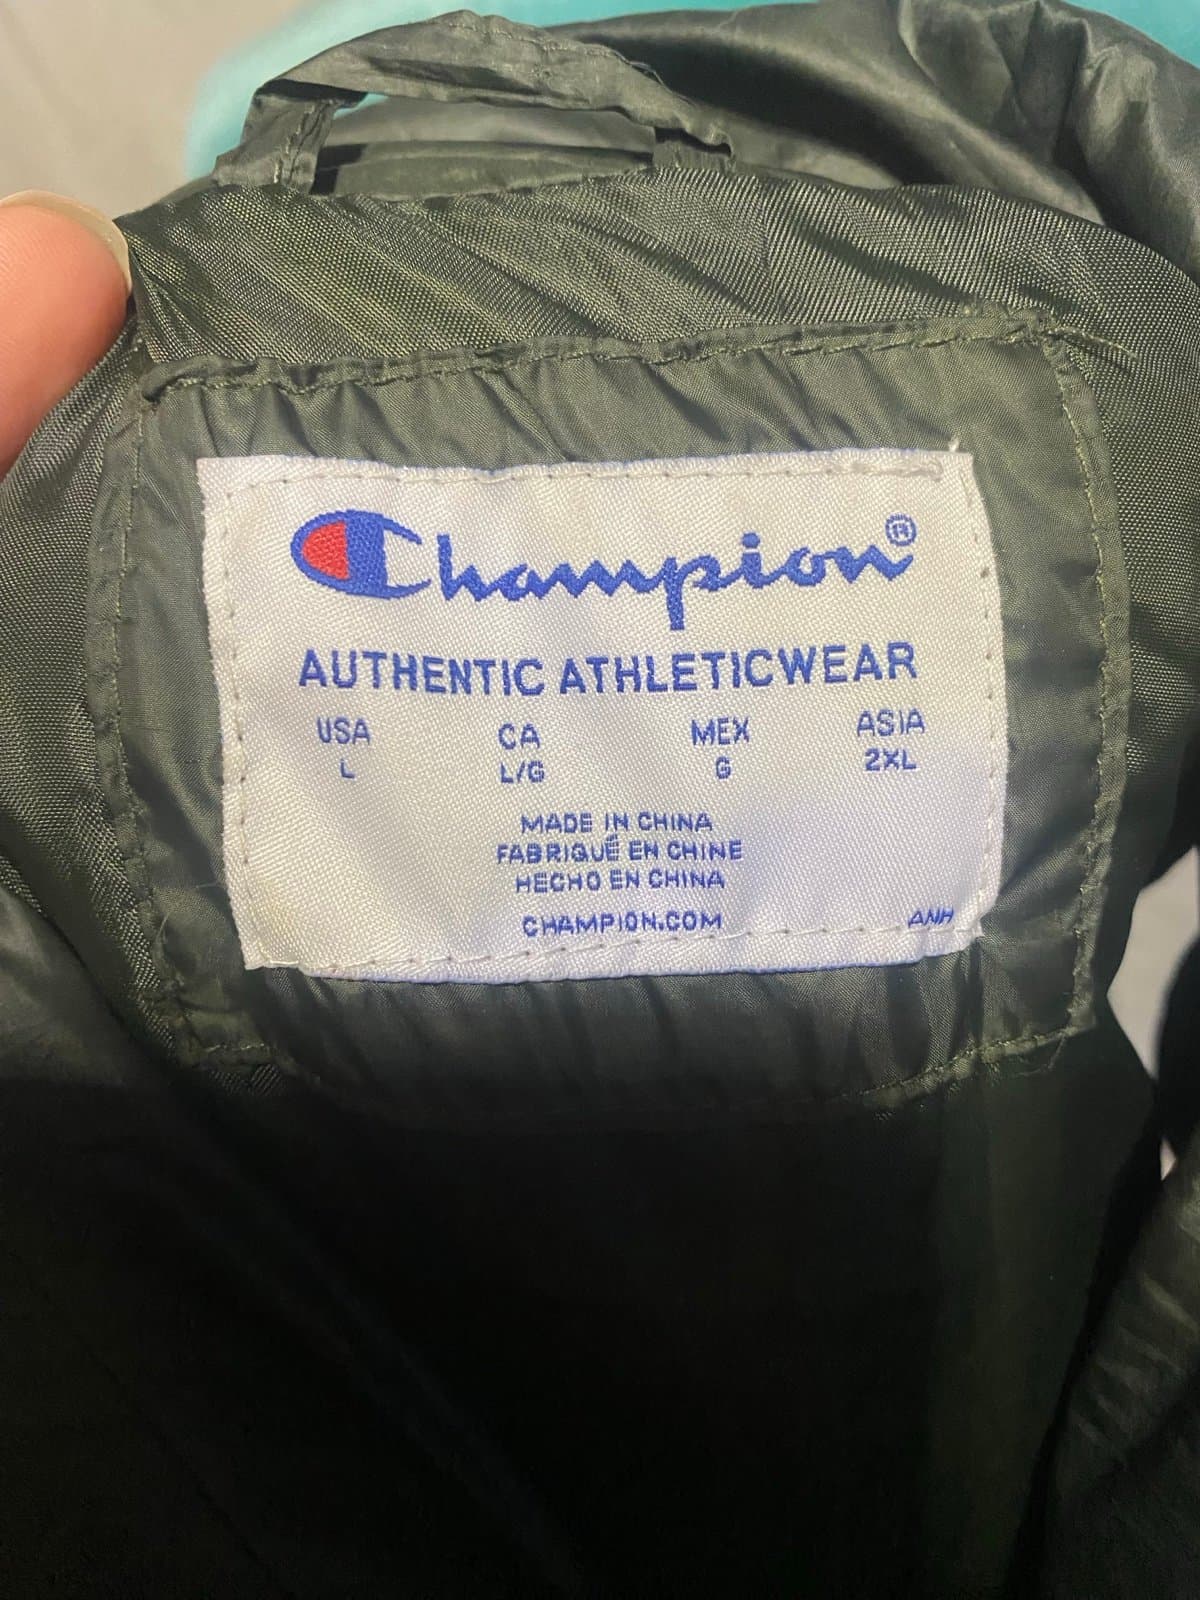 Champion®
AUTHENTIC ATHLETICWEAR
USA CA MEX ASIA
L L/G G 2XL
MADE IN CHINA
FABRIQUÉ EN CHINE
HECHO EN CHINA
CHAMPION.COM ANH